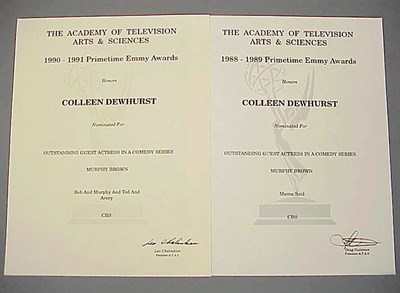 THE ACADEMY OF TELEVISION
ARTS & SCIENCES
1990 - 1991 Primetime Emmy Awards
Honors
COLLEEN DEWHURST
Nominated For
OUTSTANDING GUEST ACTRESS IN A COMEDY SERIES
MURPHY BROWN
Bob And Murphy And Ted And
Avery
CBS
Leo Chaloukian
President A.T.A.S
THE ACADEMY OF TELEVISION
ARTS & SCIENCES
1988 - 1989 Primetime Emmy Awards
Honors
COLLEEN DEWHURST
Nominated For
OUTSTANDING GUEST ACTRESS IN A COMEDY SERIES
MURPHY BROWN
Mama Said
CBS
President A.T.A.S